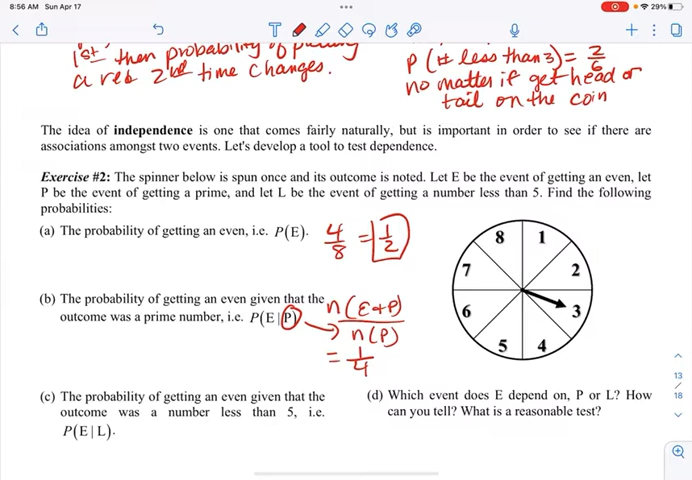 8:56 AM Sun Apr 17
29%
1st then probability of pulling
a red 2nd time changes.
P (# less than 3) = 2/6
no matter if get head or
tail on the coin
The idea of independence is one that comes fairly naturally, but is important in order to see if there are
associations amongst two events. Let's develop a tool to test dependence.
Exercise #2: The spinner below is spun once and its outcome is noted. Let E be the event of getting an even, let
P be the event of getting a prime, and let L be the event of getting a number less than 5. Find the following
probabilities:
(a) The probability of getting an even, i.e. P(E). 4/8 = 1/2
(b) The probability of getting an even given that the
outcome was a prime number, i.e. P(E|P)
n(E+P)
n(P)
= 1/4
8 1
7 2
6 3
5 4
(c) The probability of getting an even given that the
outcome was a number less than 5, i.e.
P(E|L).
(d) Which event does E depend on, P or L? How
can you tell? What is a reasonable test?
13
18